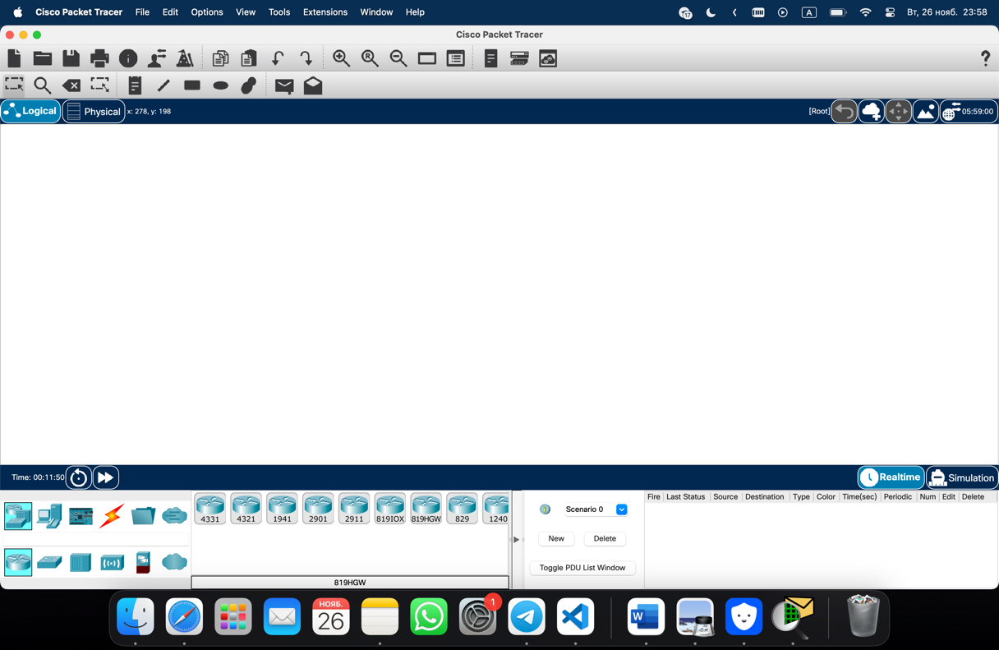 Cisco Packet Tracer File Edit Options View Tools Extensions Window Help 17 A Вт, 26 нояб. 23:58
Cisco Packet Tracer
R
?
Logical Physical x: 278, y: 198 [Root] 05:59:00
Time: 00:11:50 Realtime Simulation
4331 4321 1941 2901 2911 819IOX 819HGW 829 1240
819HGW
Scenario 0
New Delete
Toggle PDU List Window
Fire Last Status Source Destination Type Color Time(sec) Periodic Num Edit Delete
НОЯБ.
26
1
W